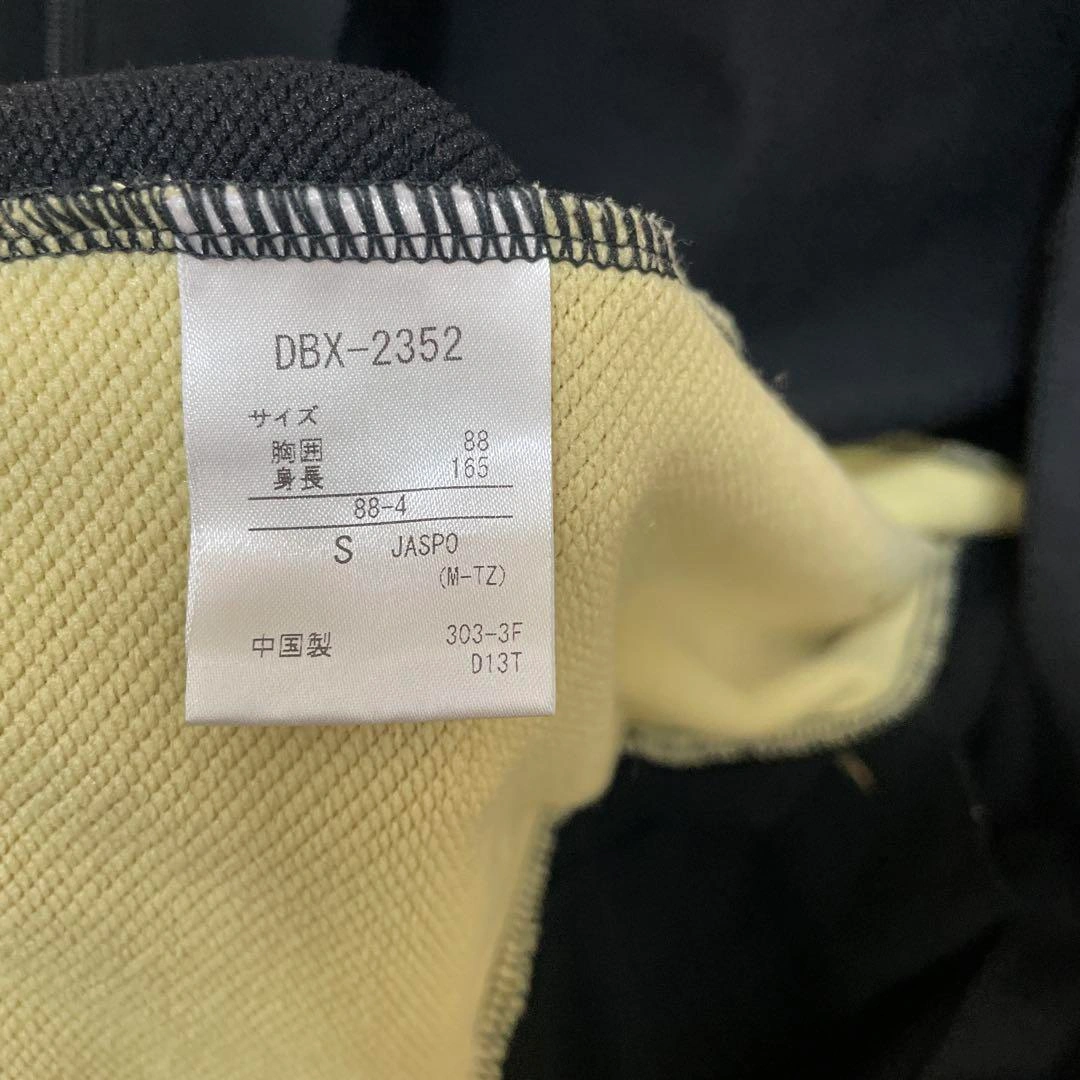 DBX-2352
サイズ
胸囲 88
身長 165
88-4
S JASPO
(M-TZ)
中国製 303-3F
D13T